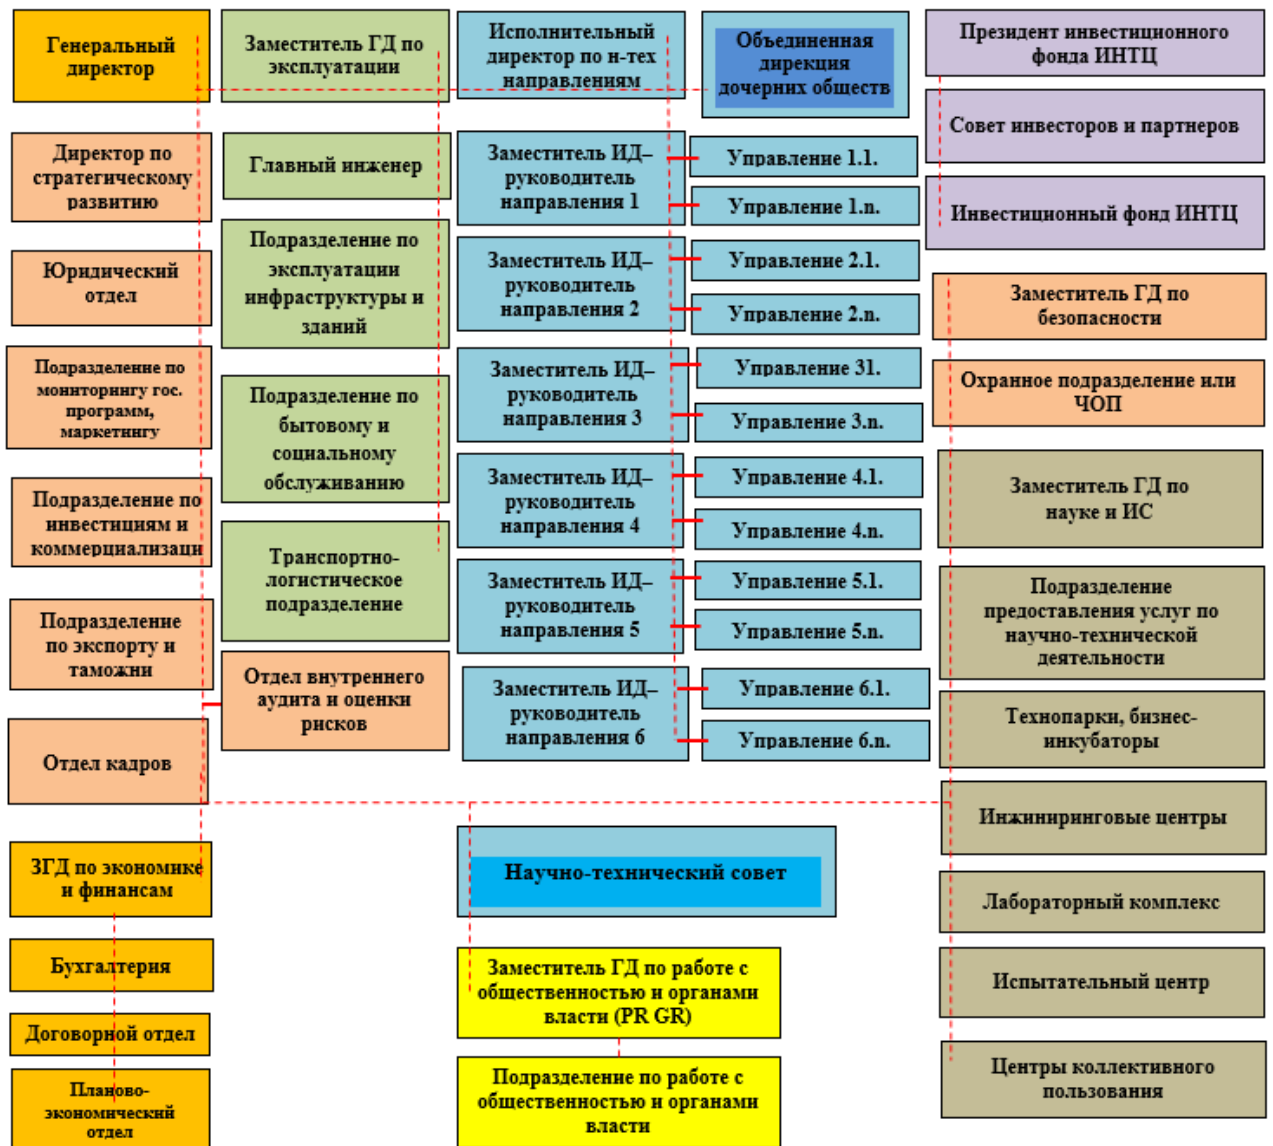 Генеральный
директор
Директор по
стратегическому
развитию
Юридический
отдел
Подразделение по
мониторингу гос.
программ,
маркетингу
Подразделение по
инвестициям и
коммерциализаци
Подразделение
по экспорту и
таможни
Отдел кадров
ЗГД по экономике
и финансам
Бухгалтерия
Договорной отдел
Планово-
экономический
отдел
Заместитель ГД по
эксплуатации
Главный инженер
Подразделение по
эксплуатации
инфраструктуры и
зданий
Подразделение по
бытовому и
социальному
обслуживанию
Транспортно-
логистическое
подразделение
Отдел внутреннего
аудита и оценки
рисков
Исполнительный
директор по н-тех
направлениям
Заместитель ИД–
руководитель
направления 1
Заместитель ИД–
руководитель
направления 2
Заместитель ИД–
руководитель
направления 3
Заместитель ИД–
руководитель
направления 4
Заместитель ИД–
руководитель
направления 5
Заместитель ИД–
руководитель
направления 6
Объединенная
дирекция
дочерних обществ
Управление 1.1.
Управление 1.n.
Управление 2.1.
Управление 2.n.
Управление 31.
Управление 3.n.
Управление 4.1.
Управление 4.n.
Управление 5.1.
Управление 5.n.
Управление 6.1.
Управление 6.n.
Научно-технический совет
Заместитель ГД по работе с
общественностью и органами
власти (PR GR)
Подразделение по работе с
общественностью и органами
власти
Президент инвестиционного
фонда ИНТЦ
Совет инвесторов и партнеров
Инвестиционный фонд ИНТЦ
Заместитель ГД по
безопасности
Охранное подразделение или
ЧОП
Заместитель ГД по
науке и ИС
Подразделение
предоставления услуг по
научно-технической
деятельности
Технопарки, бизнес-
инкубаторы
Инжиниринговые центры
Лабораторный комплекс
Испытательный центр
Центры коллективного
пользования